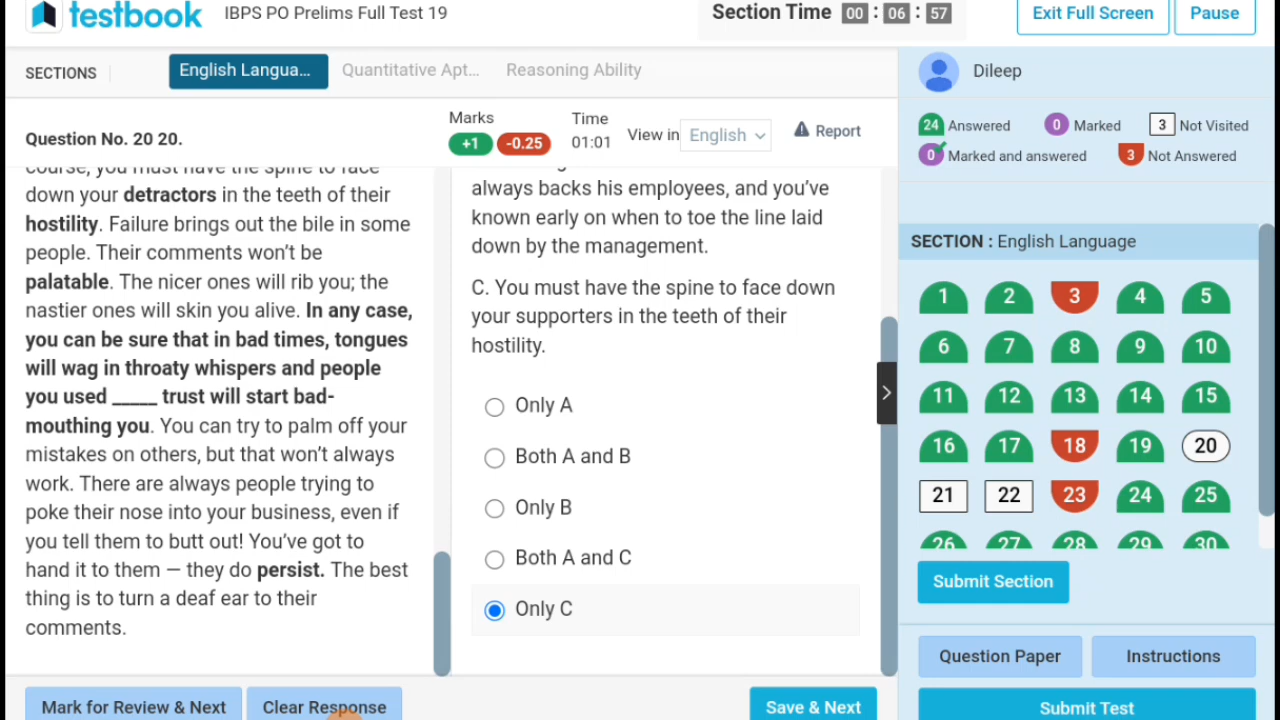 testbook
IBPS PO Prelims Full Test 19
Section Time 00 : 06 : 57
Exit Full Screen
Pause
SECTIONS
English Langua...
Quantitative Apt...
Reasoning Ability
Dileep
Question No. 20 20.
Marks
+1 -0.25
Time
01:01
View in English
Report
24 Answered
0 Marked
3 Not Visited
0 Marked and answered
3 Not Answered
course, you must have the spine to face
down your detractors in the teeth of their
hostility. Failure brings out the bile in some
people. Their comments won’t be
palatable. The nicer ones will rib you; the
nastier ones will skin you alive. In any case,
you can be sure that in bad times, tongues
will wag in throaty whispers and people
you used _____ trust will start bad-
mouthing you. You can try to palm off your
mistakes on others, but that won’t always
work. There are always people trying to
poke their nose into your business, even if
you tell them to butt out! You’ve got to
hand it to them — they do persist. The best
thing is to turn a deaf ear to their
comments.
always backs his employees, and you’ve
known early on when to toe the line laid
down by the management.
C. You must have the spine to face down
your supporters in the teeth of their
hostility.
Only A
Both A and B
Only B
Both A and C
Only C
SECTION : English Language
1 2 3 4 5
6 7 8 9 10
11 12 13 14 15
16 17 18 19 20
21 22 23 24 25
26 27 28 29 30
Submit Section
Question Paper
Instructions
Mark for Review & Next
Clear Response
Save & Next
Submit Test